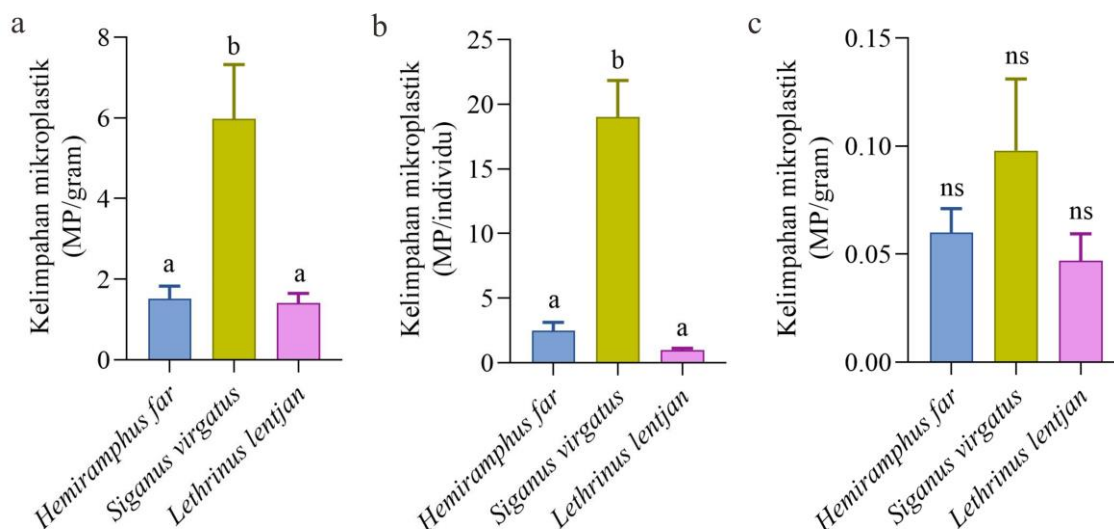 a
Kelimpahan mikroplastik
(MP/gram)
8
6
4
2
0
a
b
a
Hemiramphus far
Siganus virgatus
Lethrinus lentjan
b
Kelimpahan mikroplastik
(MP/individu)
25
20
15
10
5
0
a
b
a
Hemiramphus far
Siganus virgatus
Lethrinus lentjan
c
Kelimpahan mikroplastik
(MP/gram)
0.15
0.10
0.05
0.00
ns
ns
ns
Hemiramphus far
Siganus virgatus
Lethrinus lentjan